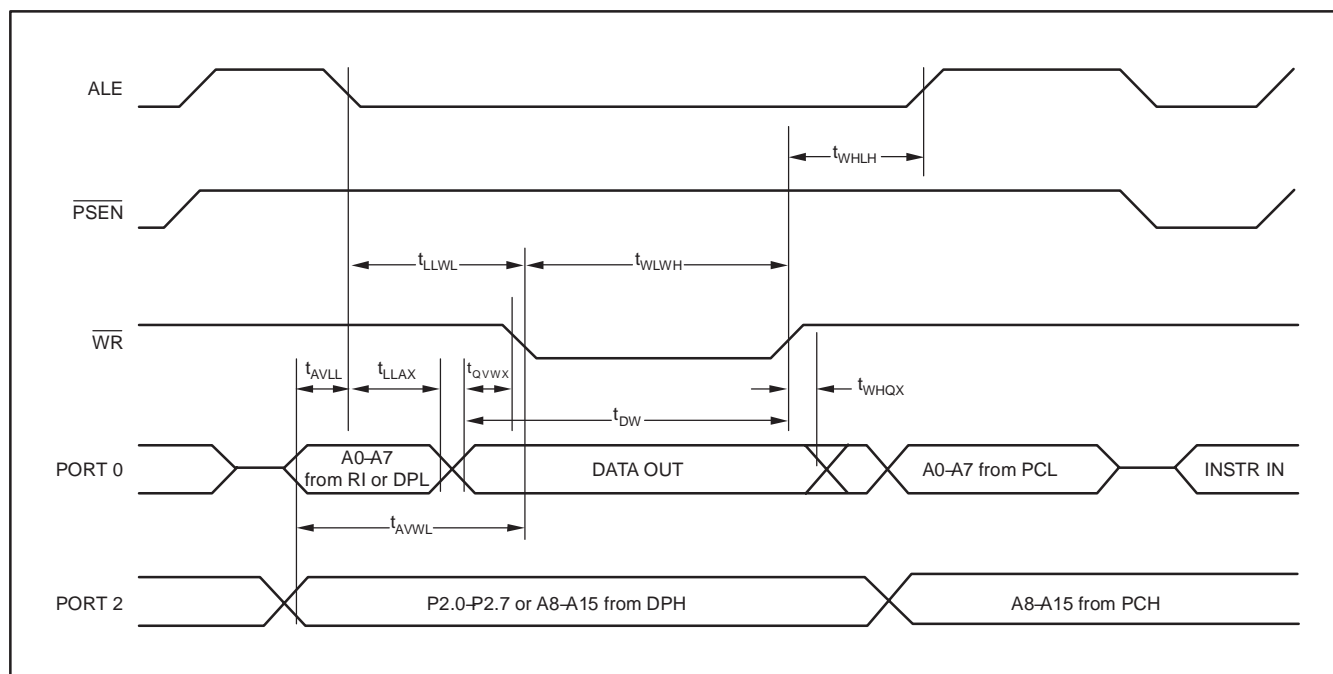 ALE
tWHLH
PSEN
tLLWL
tWLWH
WR
tAVLL
tLLAX
tQVWX
tWHQX
tDW
PORT 0
A0–A7
from RI or DPL
DATA OUT
A0–A7 from PCL
INSTR IN
tAVWL
PORT 2
P2.0–P2.7 or A8–A15 from DPH
A8–A15 from PCH